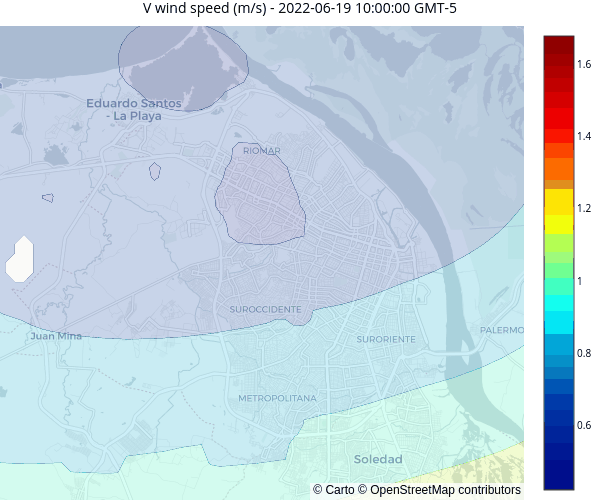 V wind speed (m/s) - 2022-06-19 10:00:00 GMT-5
1.6
Eduardo Santos
- La Playa
RIOMAR
1.4
1.2
1
SUROCCIDENTE
Juan Mina
SURORIENTE
PALERMO
0.8
METROPOLITANA
0.6
Soledad
© Carto © OpenStreetMap contributors